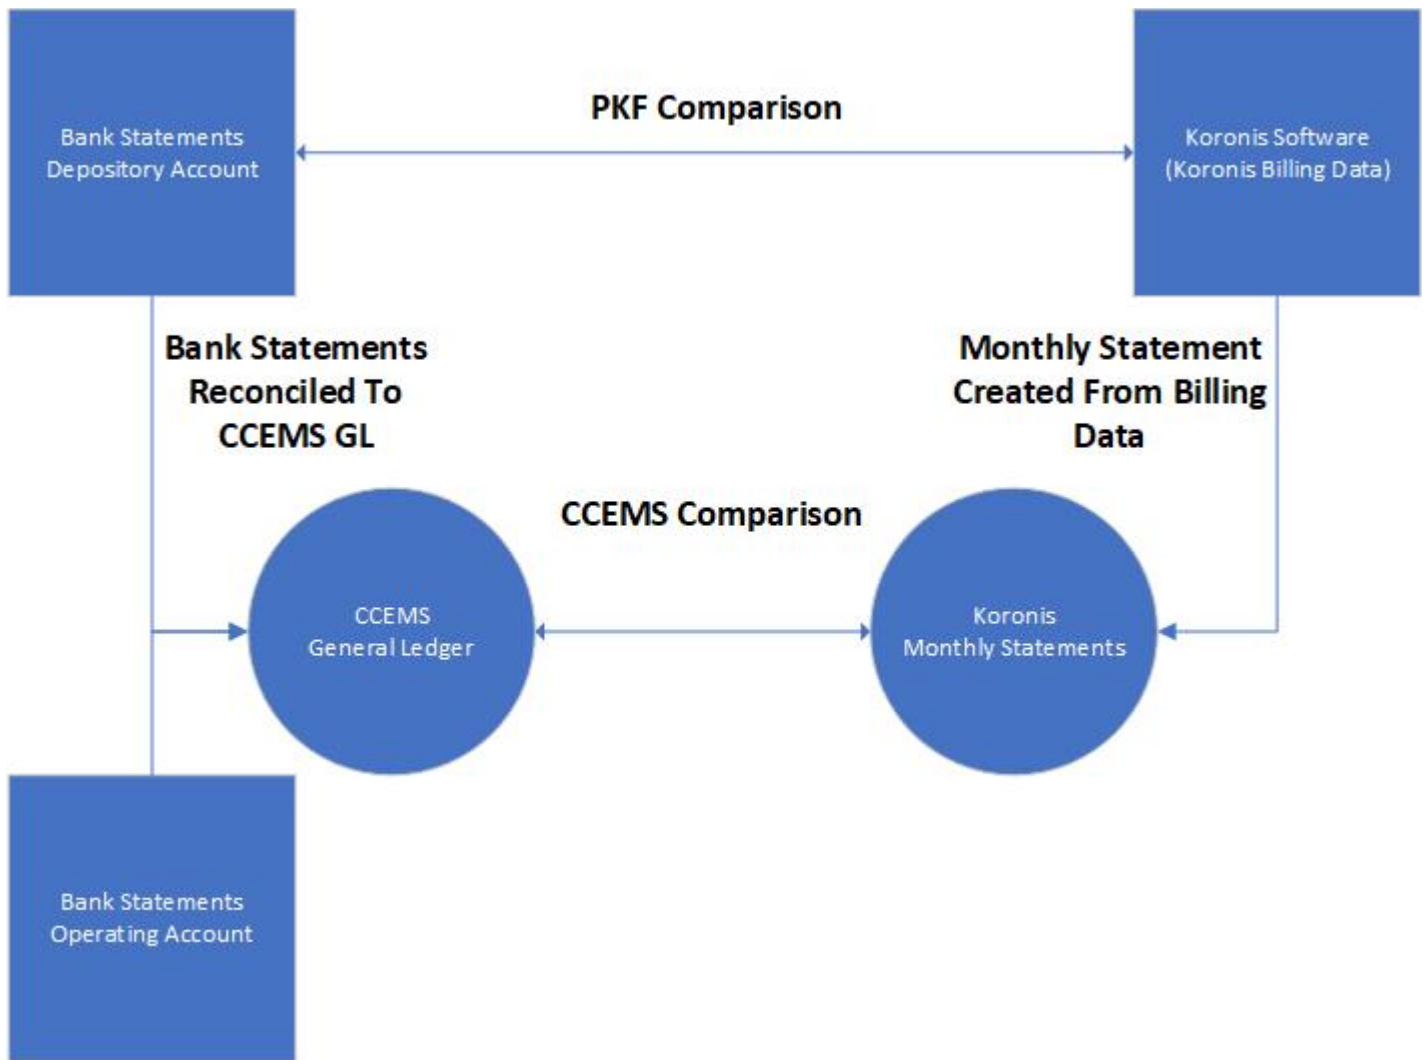 PKF Comparison
Bank Statements
Depository Account
Koronis Software
(Koronis Billing Data)
Bank Statements
Reconciled To
CCEMS GL
Monthly Statement
Created From Billing
Data
CCEMS Comparison
CCEMS
General Ledger
Koronis
Monthly Statements
Bank Statements
Operating Account